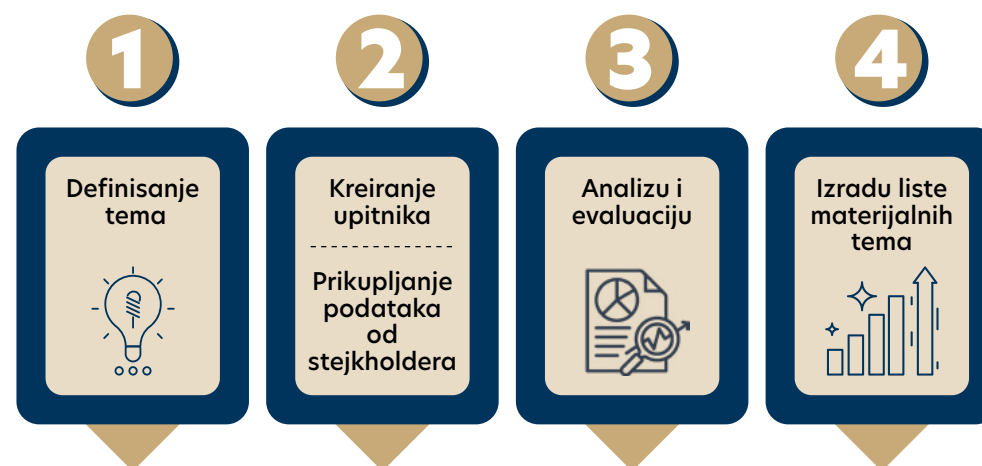 1
Definisanje
tema
2
Kreiranje
upitnika
Prikupljanje
podataka
od
stejkholdera
3
Analizu i
evaluaciju
4
Izradu liste
materijalnih
tema